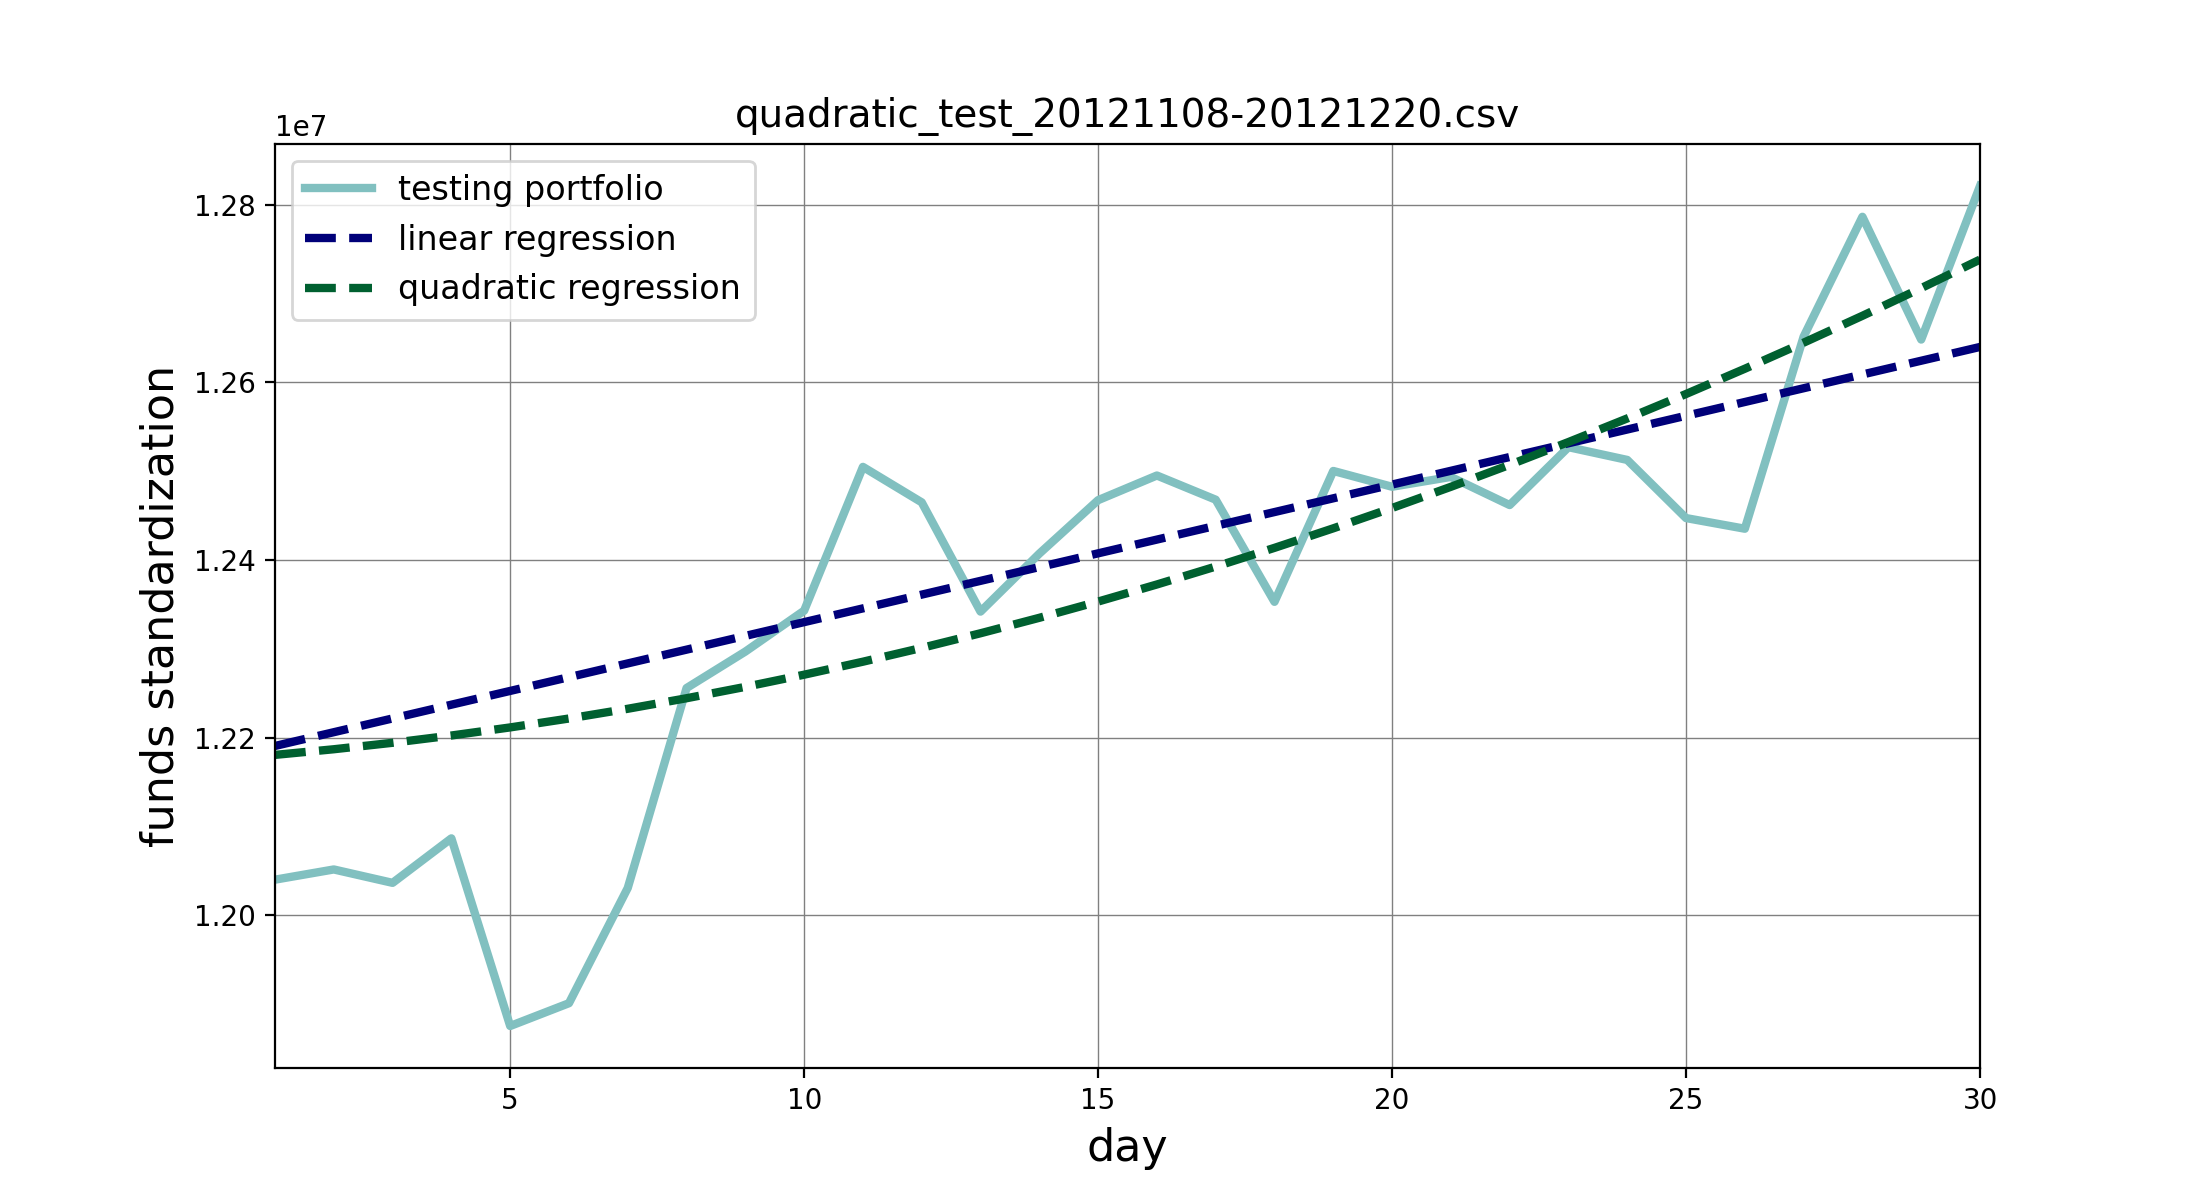 quadratic_test_20121108-20121220.csv
1e7
testing portfolio
linear regression
quadratic regression
1.28
1.26
1.24
1.22
1.20
funds standardization
5 10 15 20 25 30
day